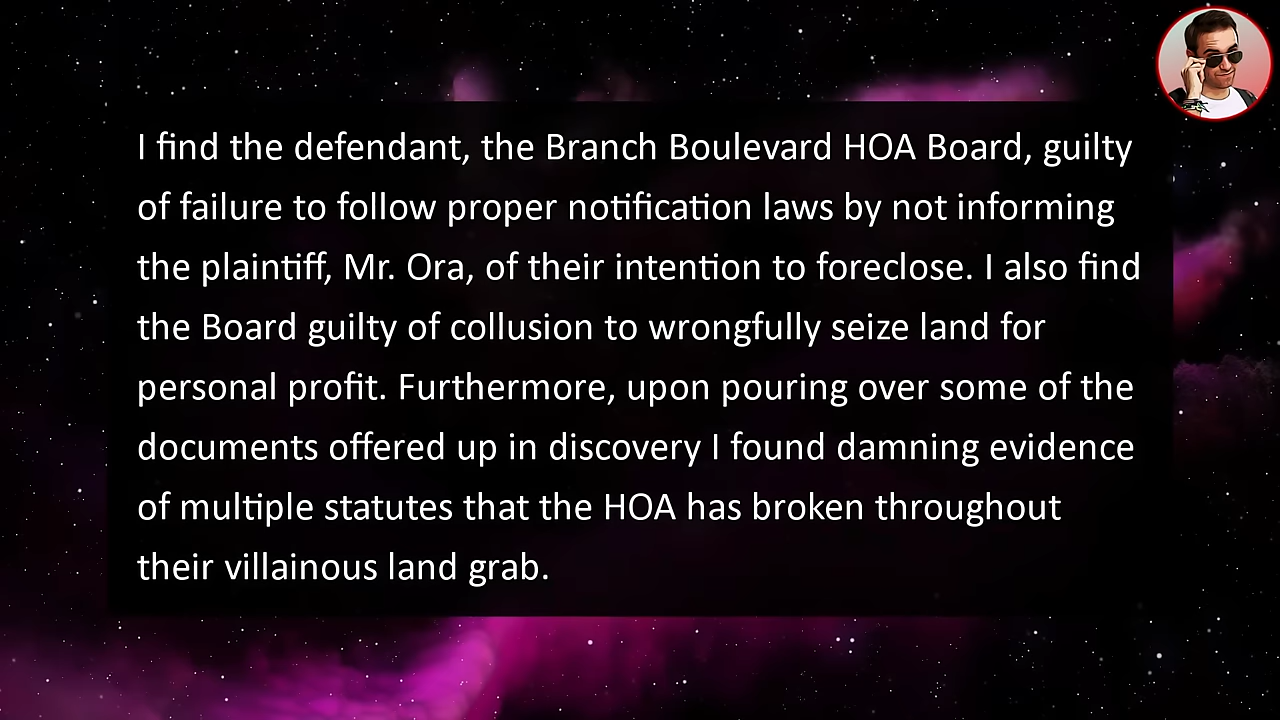 I find the defendant, the Branch Boulevard HOA Board, guilty
of failure to follow proper notification laws by not informing
the plaintiff, Mr. Ora, of their intention to foreclose. I also find
the Board guilty of collusion to wrongfully seize land for
personal profit. Furthermore, upon pouring over some of the
documents offered up in discovery I found damning evidence
of multiple statutes that the HOA has broken throughout
their villainous land grab.